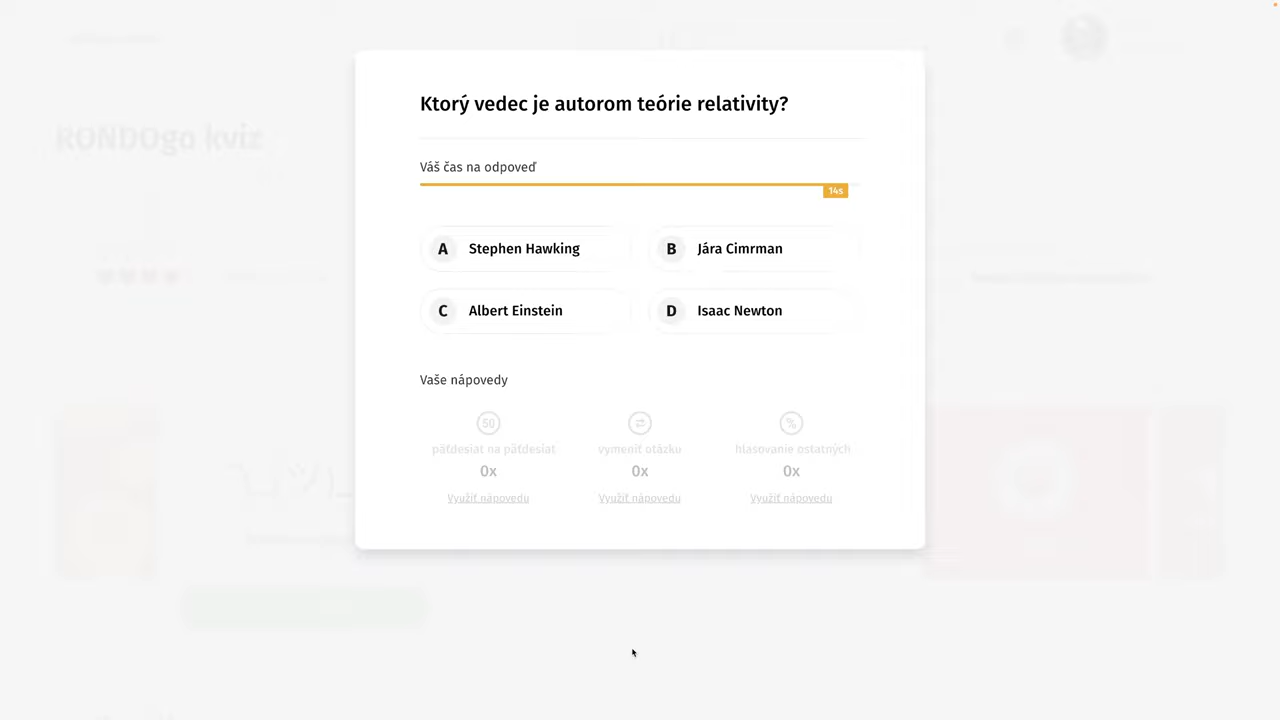 RONDOgo kvíz
Ktorý vedec je autorom teórie relativity?
Váš čas na odpoveď
14s
A Stephen Hawking
B Jára Cimrman
C Albert Einstein
D Isaac Newton
Vaše nápovedy
50
%
päťdesiat na päťdesiat
vymeniť otázku
hlasovanie ostatných
0x
0x
0x
Využiť nápovedu
Využiť nápovedu
Využiť nápovedu